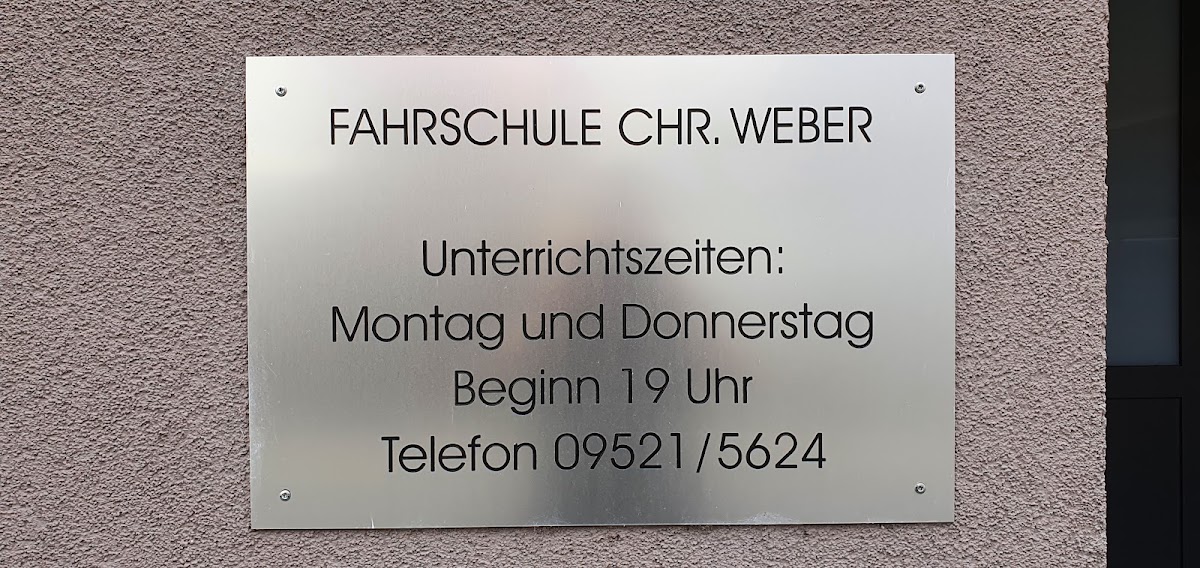 FAHRSCHULE CHR. WEBER
Unterrichtszeiten:
Montag und Donnerstag
Beginn 19 Uhr
Telefon 09521/5624